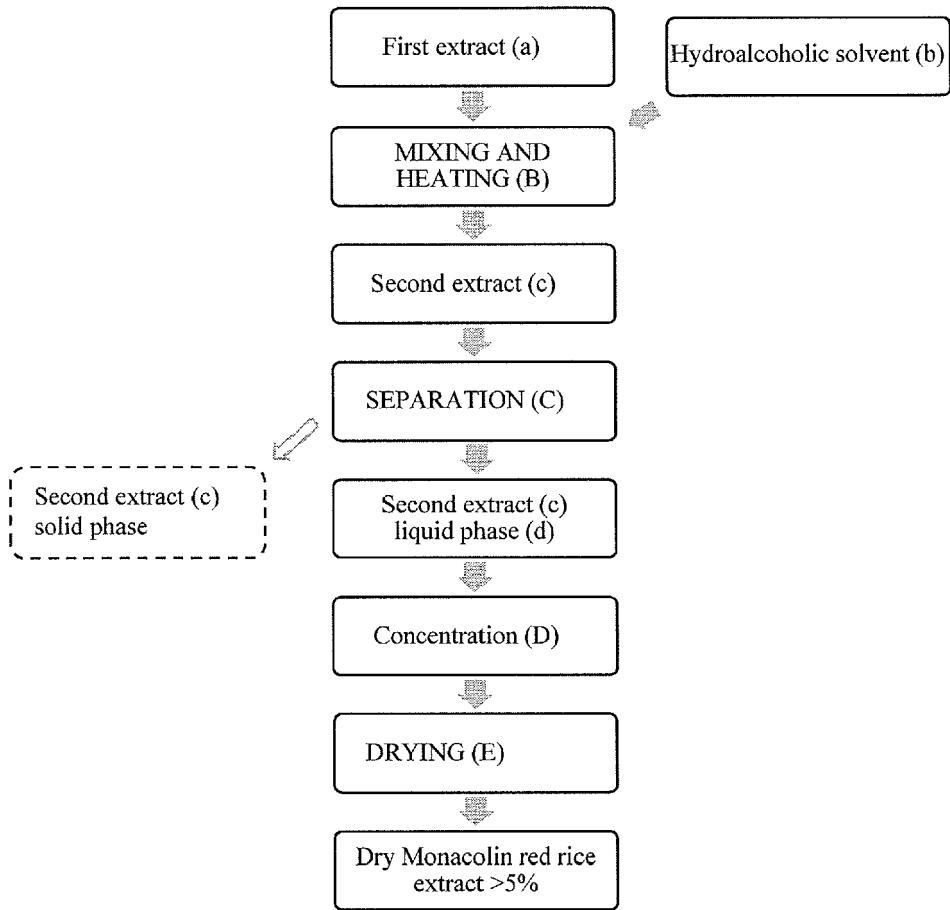 First extract (a)
Hydroalcoholic solvent (b)
MIXING AND
HEATING (B)
Second extract (c)
SEPARATION (C)
Second extract (c)
solid phase
Second extract (c)
liquid phase (d)
Concentration (D)
DRYING (E)
Dry Monacolin red rice
extract >5%